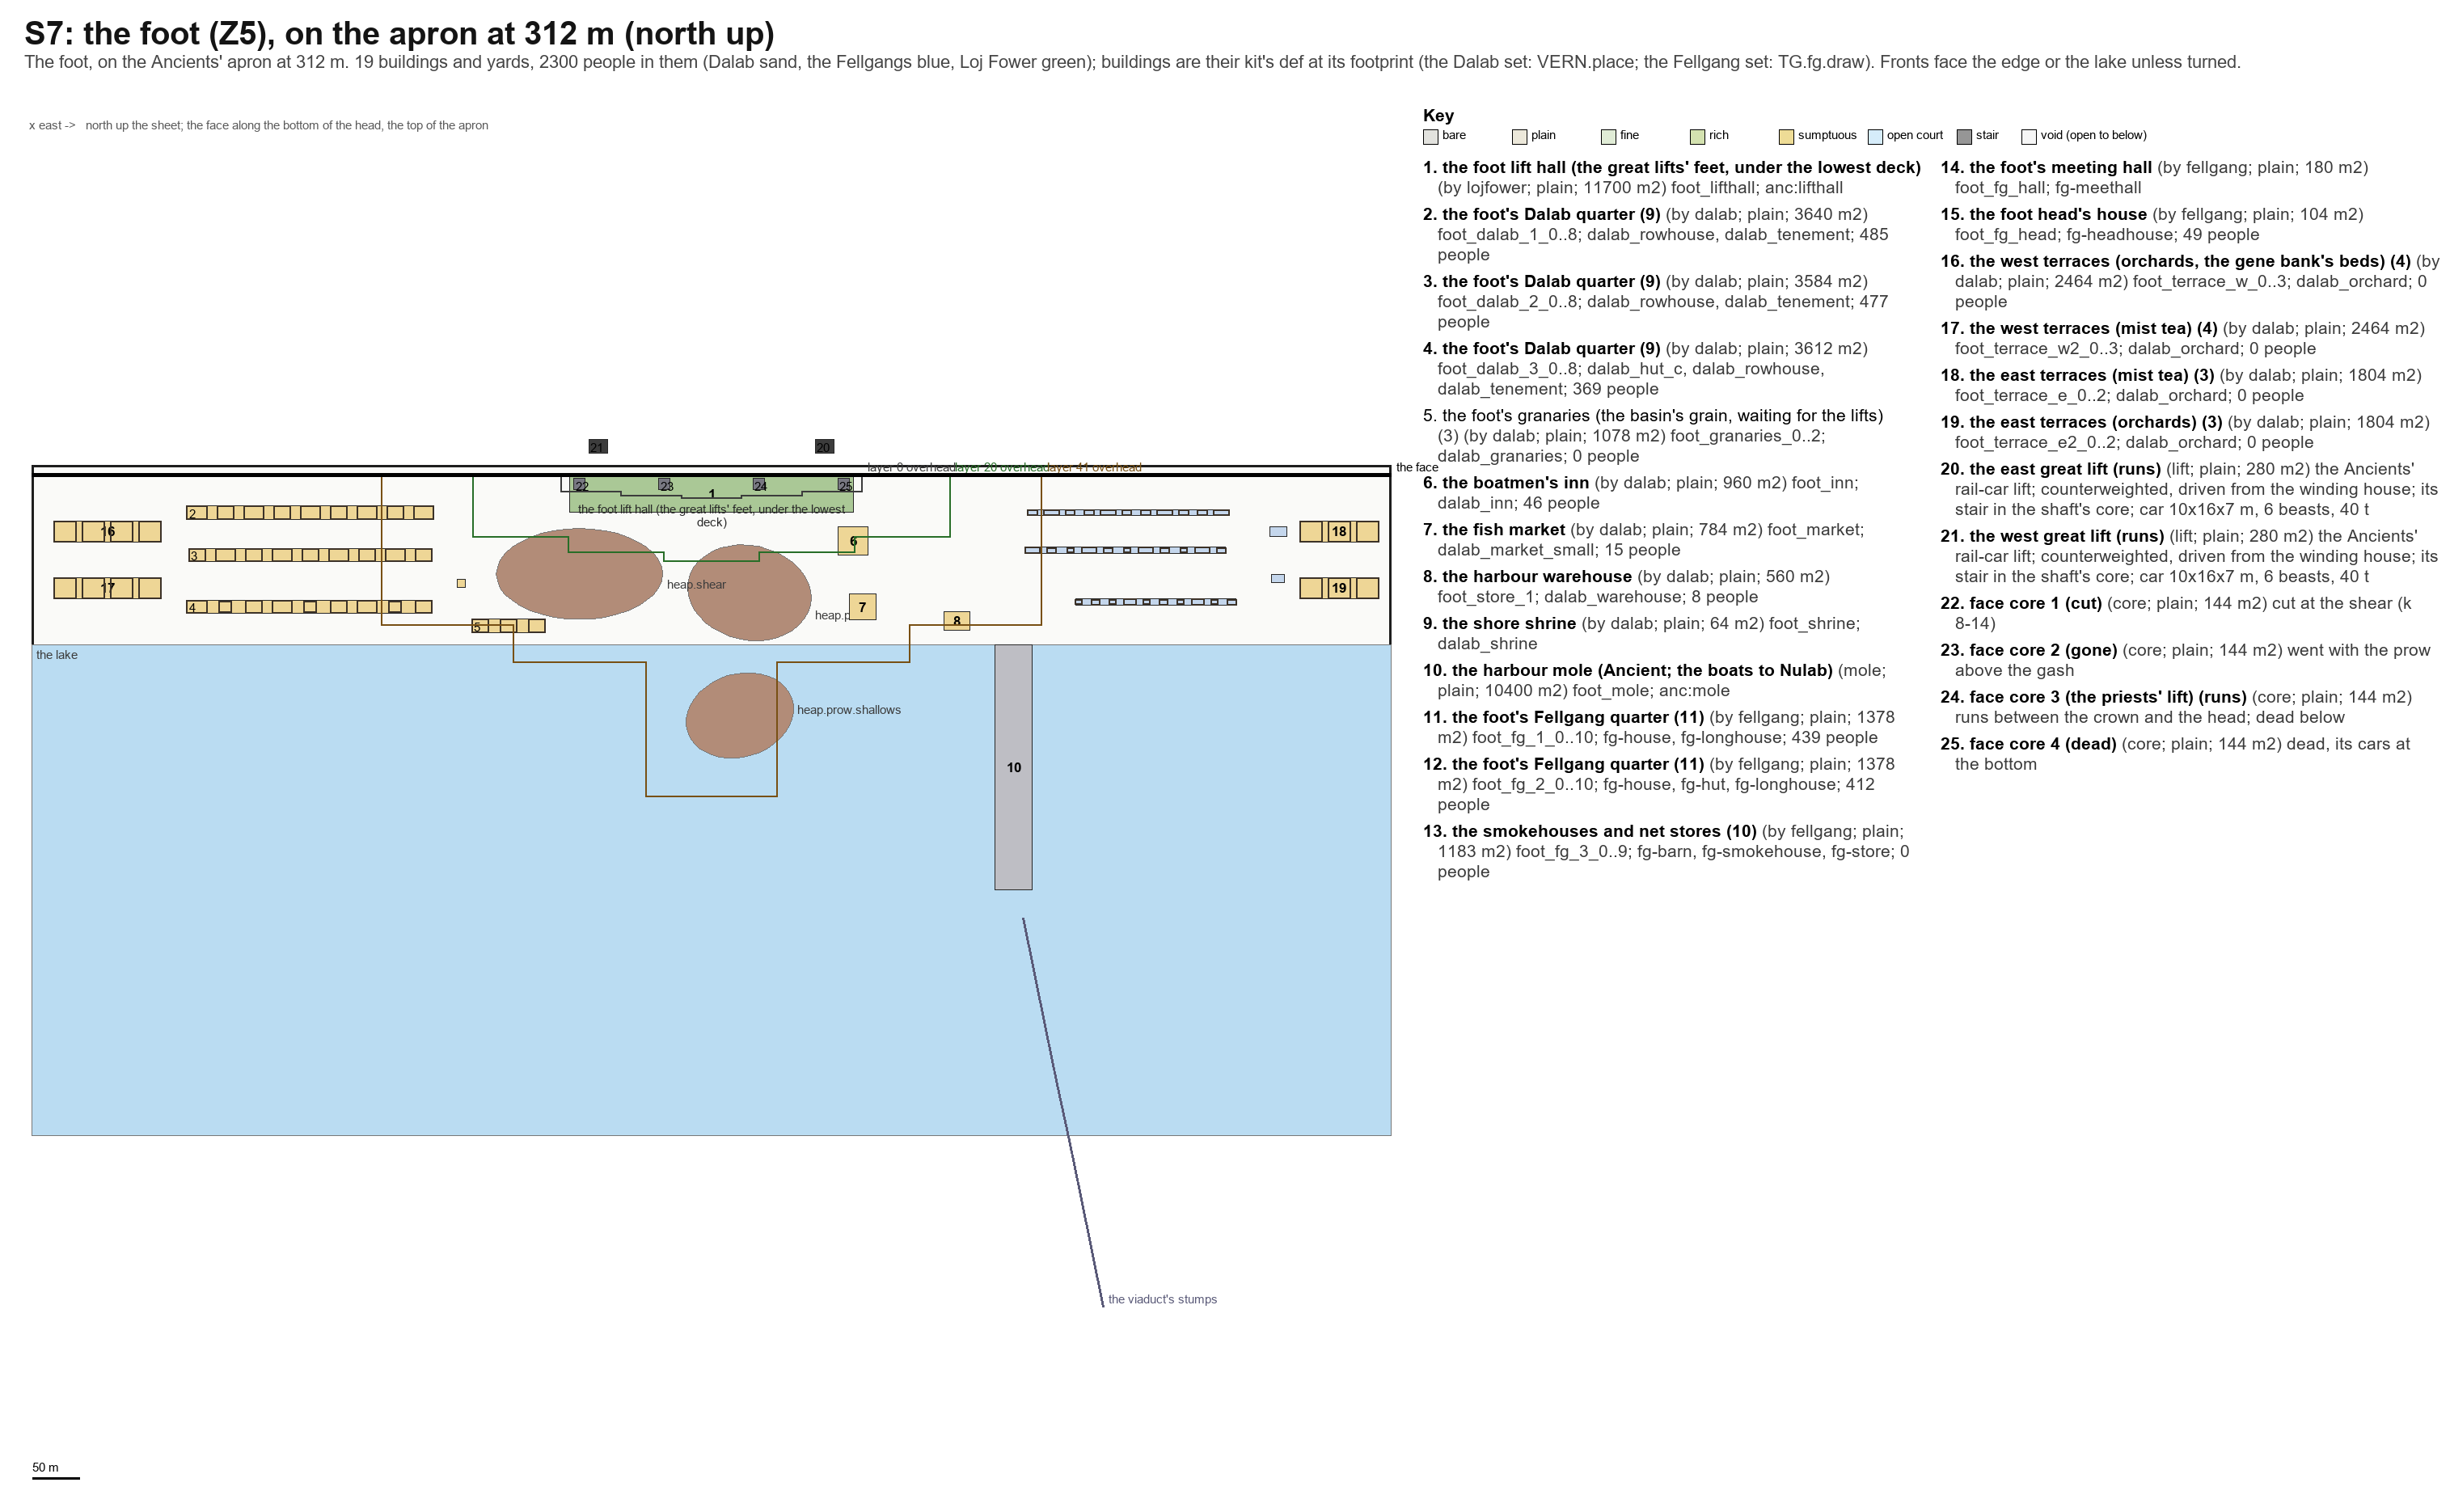 S7: the foot (Z5), on the apron at 312 m (north up)
The foot, on the Ancients' apron at 312 m. 19 buildings and yards, 2300 people in them (Dalab sand, the Fellgangs blue, Loj Fower green); buildings are their kit's def at its footprint (the Dalab set: VERN.place; the Fellgang set: TG.fg.draw). Fronts face the edge or the lake unless turned.
x east -> north up the sheet; the face along the bottom of the head, the top of the apron
21
20
layer 0 overhead
layer 20 overhead
layer 41 overhead
the face
22
23
24
25
1
the foot lift hall (the great lifts' feet, under the lowest
deck)
2
16
3
6
18
17
4
heap.shear
heap.p
7
19
5
8
the lake
heap.prow.shallows
10
the viaduct's stumps
50 m
Key
bare
plain
fine
rich
sumptuous
open court
stair
void (open to below)
1. the foot lift hall (the great lifts' feet, under the lowest deck)
(by lojfower; plain; 11700 m2) foot_lifthall; anc:lifthall
2. the foot's Dalab quarter (9) (by dalab; plain; 3640 m2)
foot_dalab_1_0..8; dalab_rowhouse, dalab_tenement; 485
people
3. the foot's Dalab quarter (9) (by dalab; plain; 3584 m2)
foot_dalab_2_0..8; dalab_rowhouse, dalab_tenement; 477
people
4. the foot's Dalab quarter (9) (by dalab; plain; 3612 m2)
foot_dalab_3_0..8; dalab_hut_c, dalab_rowhouse,
dalab_tenement; 369 people
5. the foot's granaries (the basin's grain, waiting for the lifts)
(3) (by dalab; plain; 1078 m2) foot_granaries_0..2;
dalab_granaries; 0 people
6. the boatmen's inn (by dalab; plain; 960 m2) foot_inn;
dalab_inn; 46 people
7. the fish market (by dalab; plain; 784 m2) foot_market;
dalab_market_small; 15 people
8. the harbour warehouse (by dalab; plain; 560 m2)
foot_store_1; dalab_warehouse; 8 people
9. the shore shrine (by dalab; plain; 64 m2) foot_shrine;
dalab_shrine
10. the harbour mole (Ancient; the boats to Nulab) (mole;
plain; 10400 m2) foot_mole; anc:mole
11. the foot's Fellgang quarter (11) (by fellgang; plain; 1378
m2) foot_fg_1_0..10; fg-house, fg-longhouse; 439 people
12. the foot's Fellgang quarter (11) (by fellgang; plain; 1378
m2) foot_fg_2_0..10; fg-house, fg-hut, fg-longhouse; 412
people
13. the smokehouses and net stores (10) (by fellgang; plain;
1183 m2) foot_fg_3_0..9; fg-barn, fg-smokehouse, fg-store; 0
people
14. the foot's meeting hall (by fellgang; plain; 180 m2)
foot_fg_hall; fg-meethall
15. the foot head's house (by fellgang; plain; 104 m2)
foot_fg_head; fg-headhouse; 49 people
16. the west terraces (orchards, the gene bank's beds) (4) (by
dalab; plain; 2464 m2) foot_terrace_w_0..3; dalab_orchard; 0
people
17. the west terraces (mist tea) (4) (by dalab; plain; 2464 m2)
foot_terrace_w2_0..3; dalab_orchard; 0 people
18. the east terraces (mist tea) (3) (by dalab; plain; 1804 m2)
foot_terrace_e_0..2; dalab_orchard; 0 people
19. the east terraces (orchards) (3) (by dalab; plain; 1804 m2)
foot_terrace_e2_0..2; dalab_orchard; 0 people
20. the east great lift (runs) (lift; plain; 280 m2) the Ancients'
rail-car lift; counterweighted, driven from the winding house; its
stair in the shaft's core; car 10x16x7 m, 6 beasts, 40 t
21. the west great lift (runs) (lift; plain; 280 m2) the Ancients'
rail-car lift; counterweighted, driven from the winding house; its
stair in the shaft's core; car 10x16x7 m, 6 beasts, 40 t
22. face core 1 (cut) (core; plain; 144 m2) cut at the shear (k
8-14)
23. face core 2 (gone) (core; plain; 144 m2) went with the prow
above the gash
24. face core 3 (the priests' lift) (runs) (core; plain; 144 m2)
runs between the crown and the head; dead below
25. face core 4 (dead) (core; plain; 144 m2) dead, its cars at
the bottom